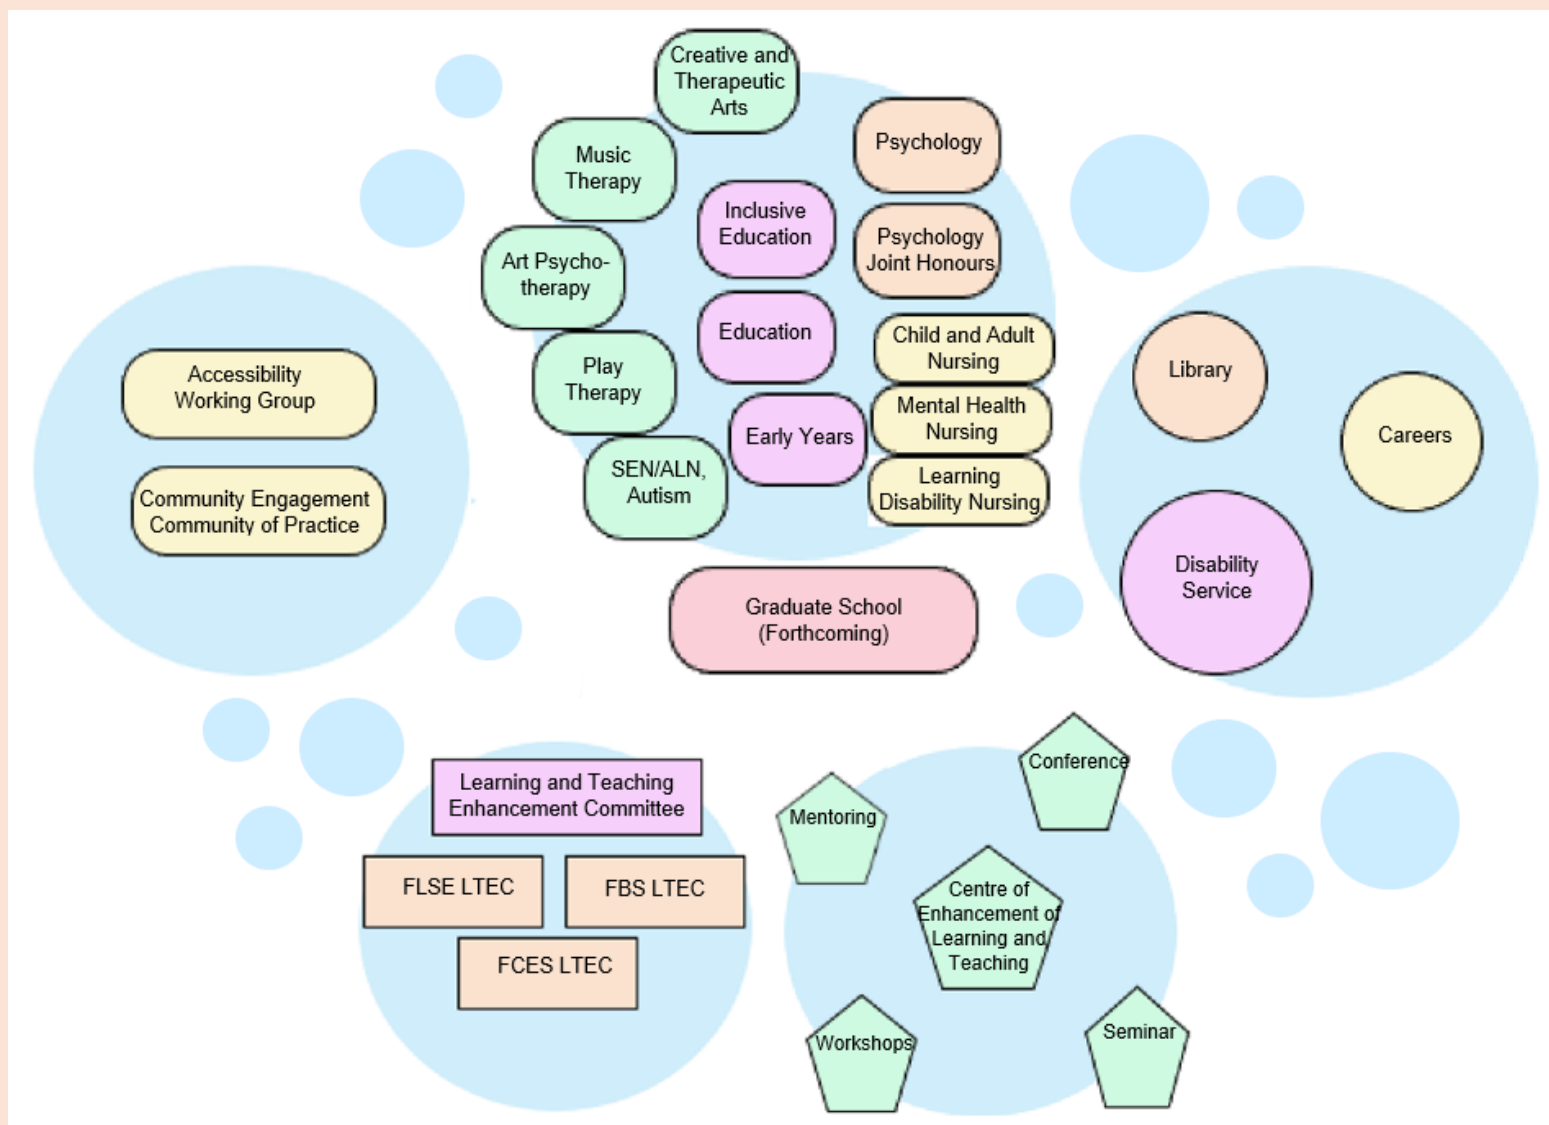 Creative and
Therapeutic
Arts
Music
Therapy
Art Psycho-
therapy
Play
Therapy
SEN/ALN,
Autism
Inclusive
Education
Education
Early Years
Psychology
Psychology
Joint Honours
Child and Adult
Nursing
Mental Health
Nursing
Learning
Disability Nursing
Accessibility
Working Group
Community Engagement
Community of Practice
Library
Careers
Disability
Service
Graduate School
(Forthcoming)
Learning and Teaching
Enhancement Committee
FLSE LTEC
FBS LTEC
FCES LTEC
Conference
Mentoring
Centre of
Enhancement of
Learning and
Teaching
Workshops
Seminar